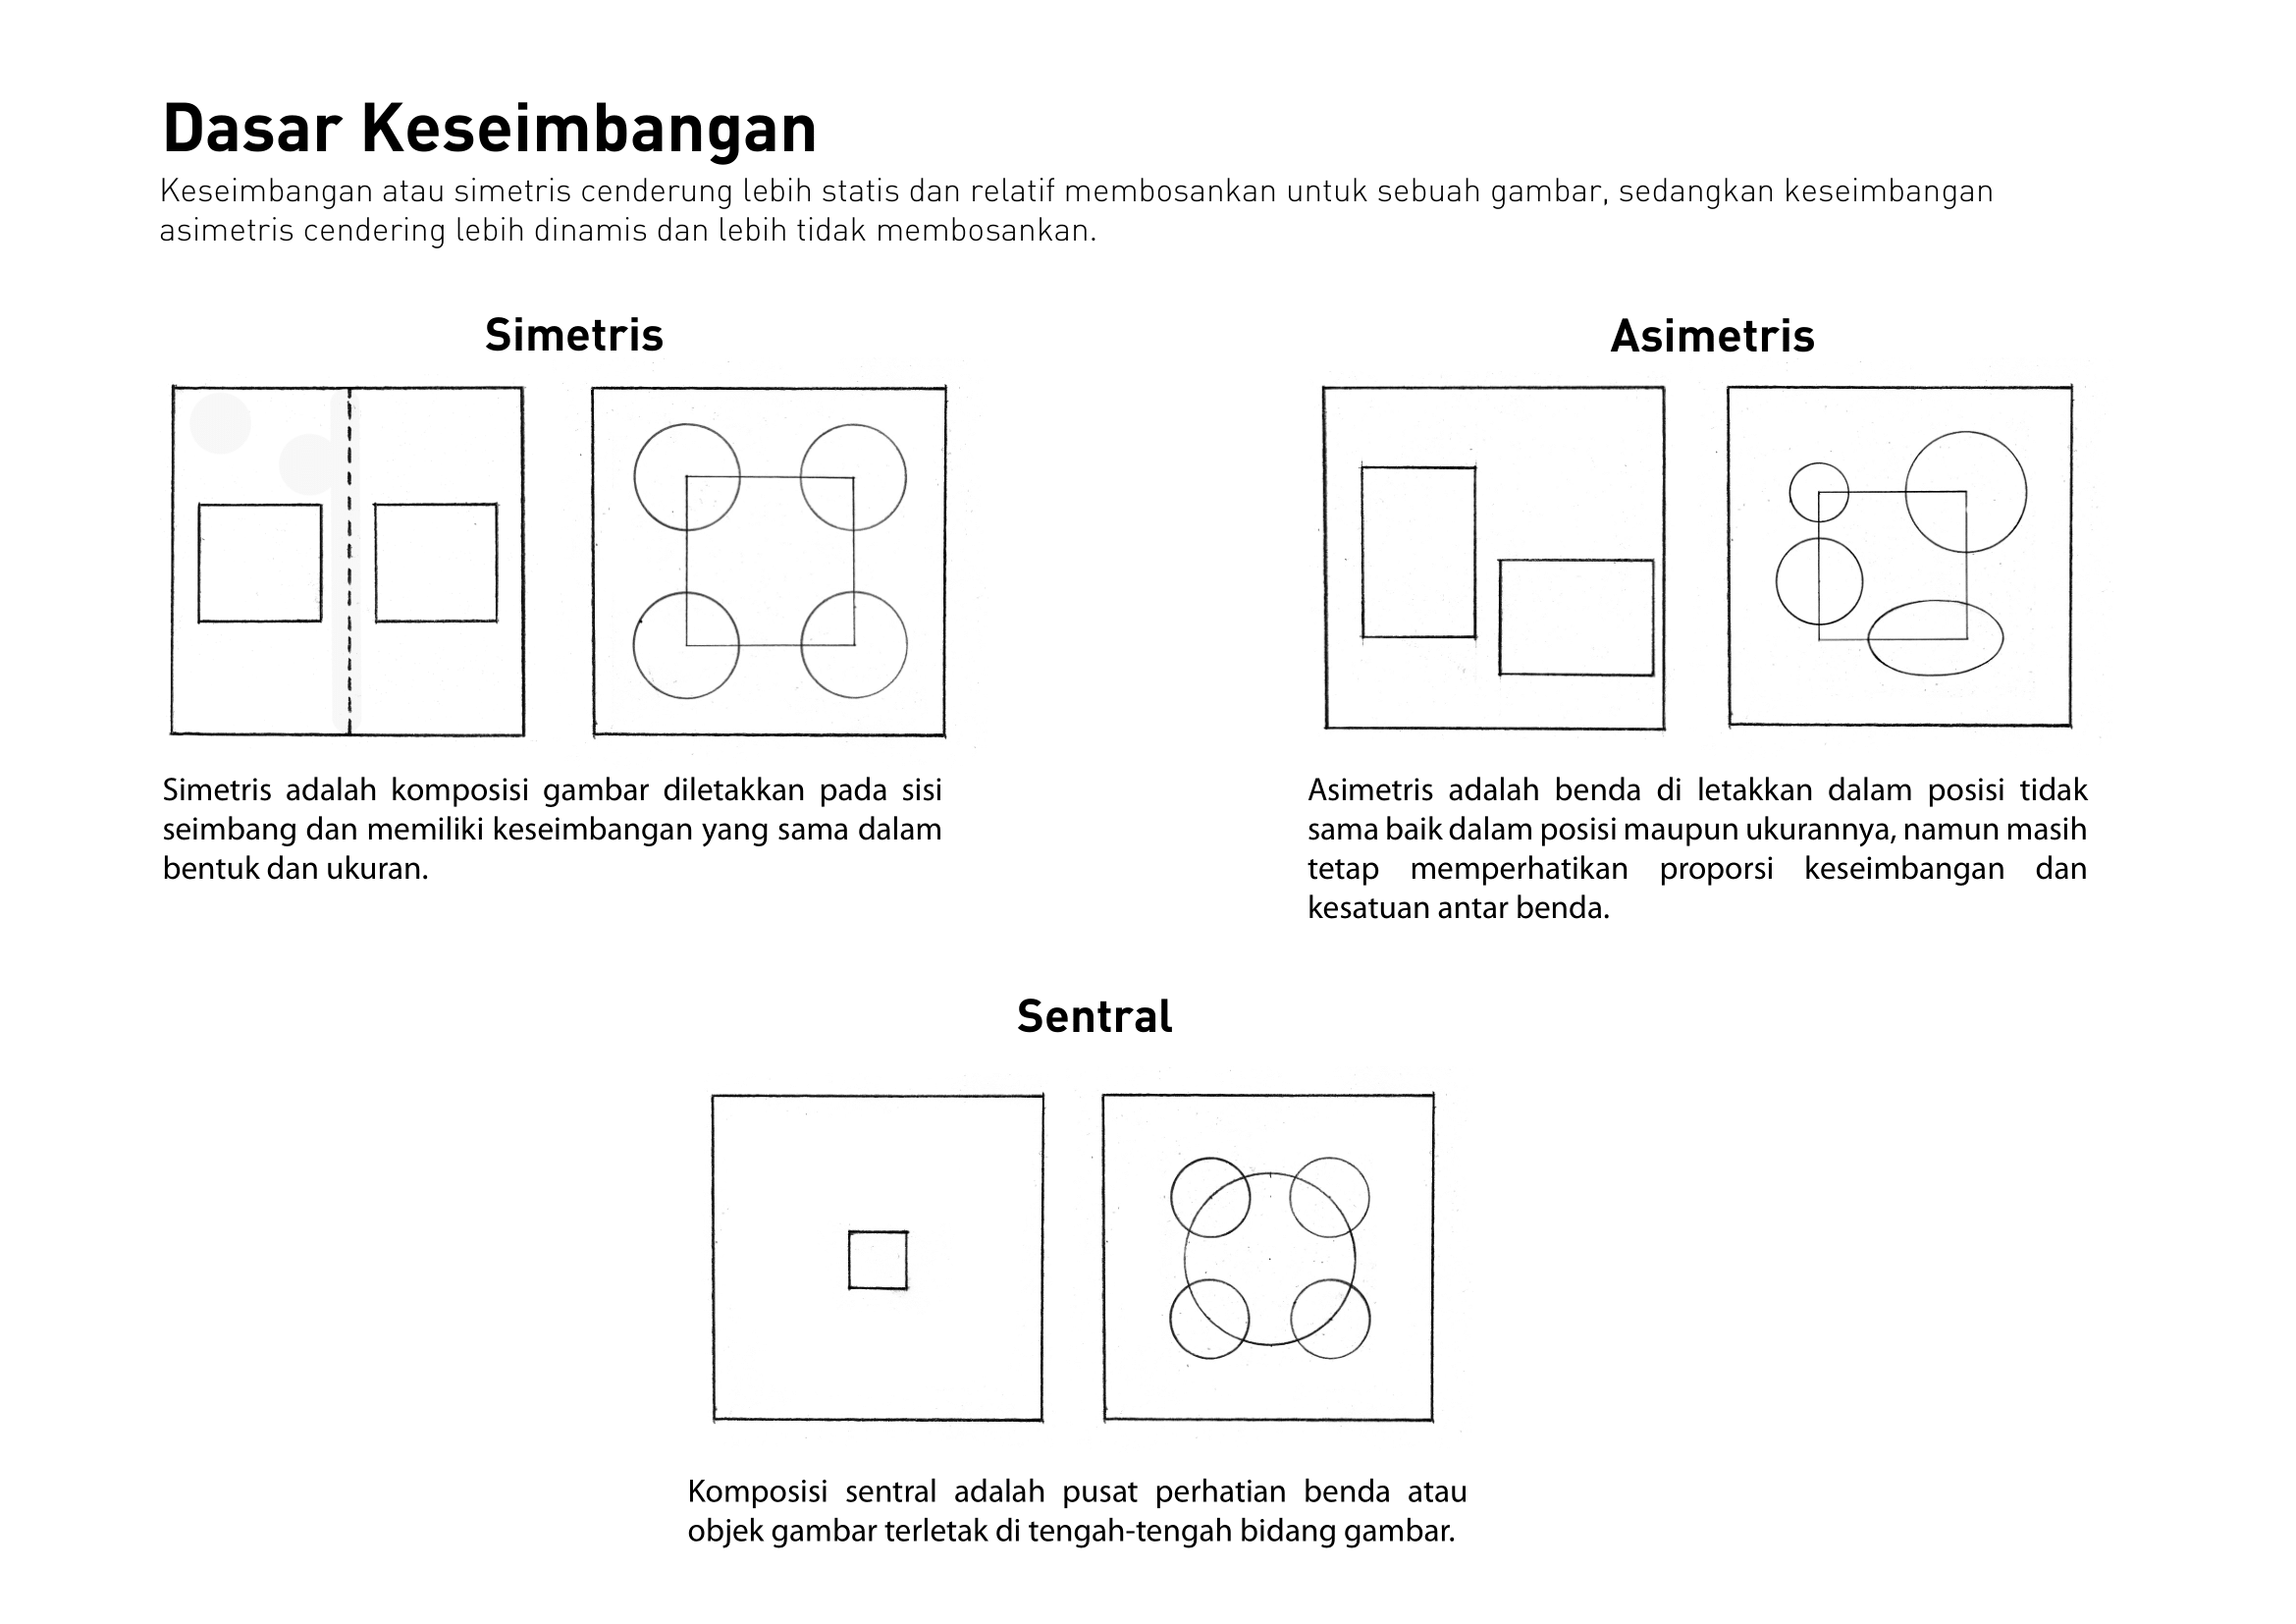 Dasar Keseimbangan
Keseimbangan atau simetris cenderung lebih statis dan relatif membosankan untuk sebuah gambar, sedangkan keseimbangan
asimetris cendering lebih dinamis dan lebih tidak membosankan.
Simetris
Simetris adalah komposisi gambar diletakkan pada sisi
seimbang dan memiliki keseimbangan yang sama dalam
bentuk dan ukuran.
Asimetris
Asimetris adalah benda di letakkan dalam posisi tidak
sama baik dalam posisi maupun ukurannya, namun masih
tetap memperhatikan proporsi keseimbangan dan
kesatuan antar benda.
Sentral
Komposisi sentral adalah pusat perhatian benda atau
objek gambar terletak di tengah-tengah bidang gambar.